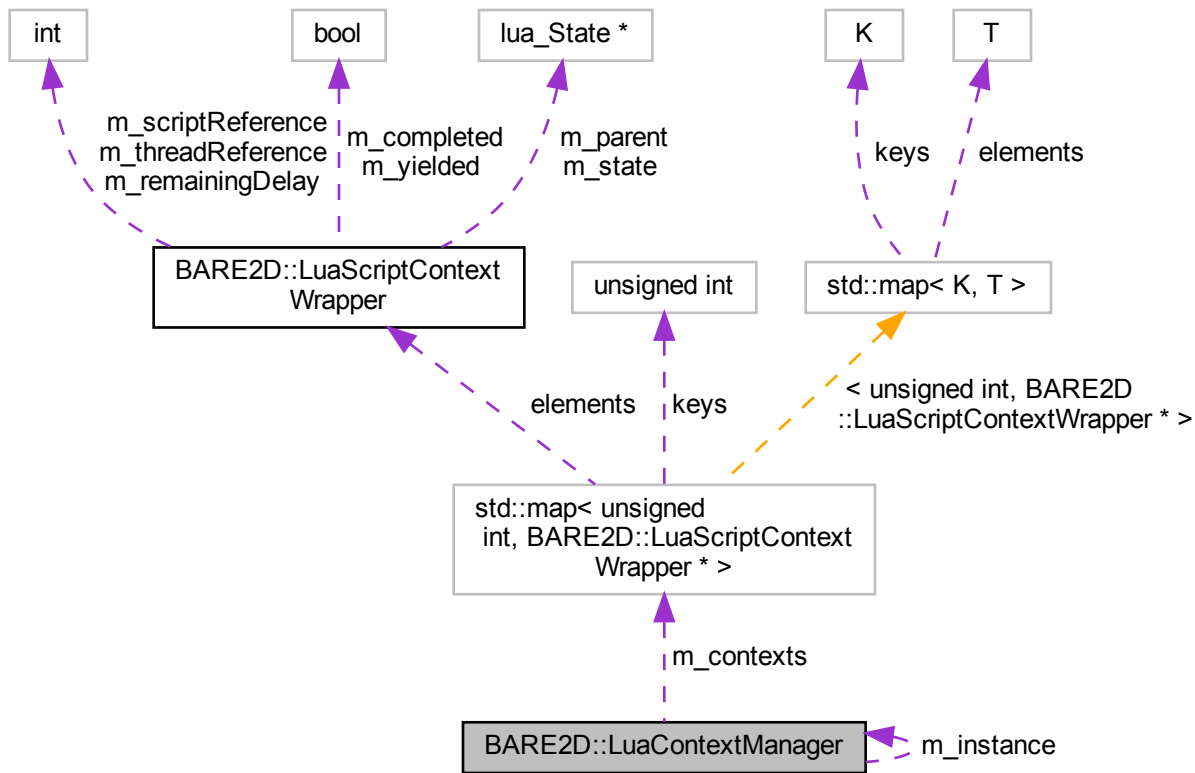 int
bool
lua_State *
K
T
m_scriptReference
m_threadReference
m_remainingDelay
m_completed
m_yielded
m_parent
m_state
keys
elements
BARE2D::LuaScriptContext
Wrapper
unsigned int
std::map< K, T >
elements
keys
< unsigned int, BARE2D
::LuaScriptContextWrapper * >
std::map< unsigned
int, BARE2D::LuaScriptContext
Wrapper * >
m_contexts
BARE2D::LuaContextManager
m_instance